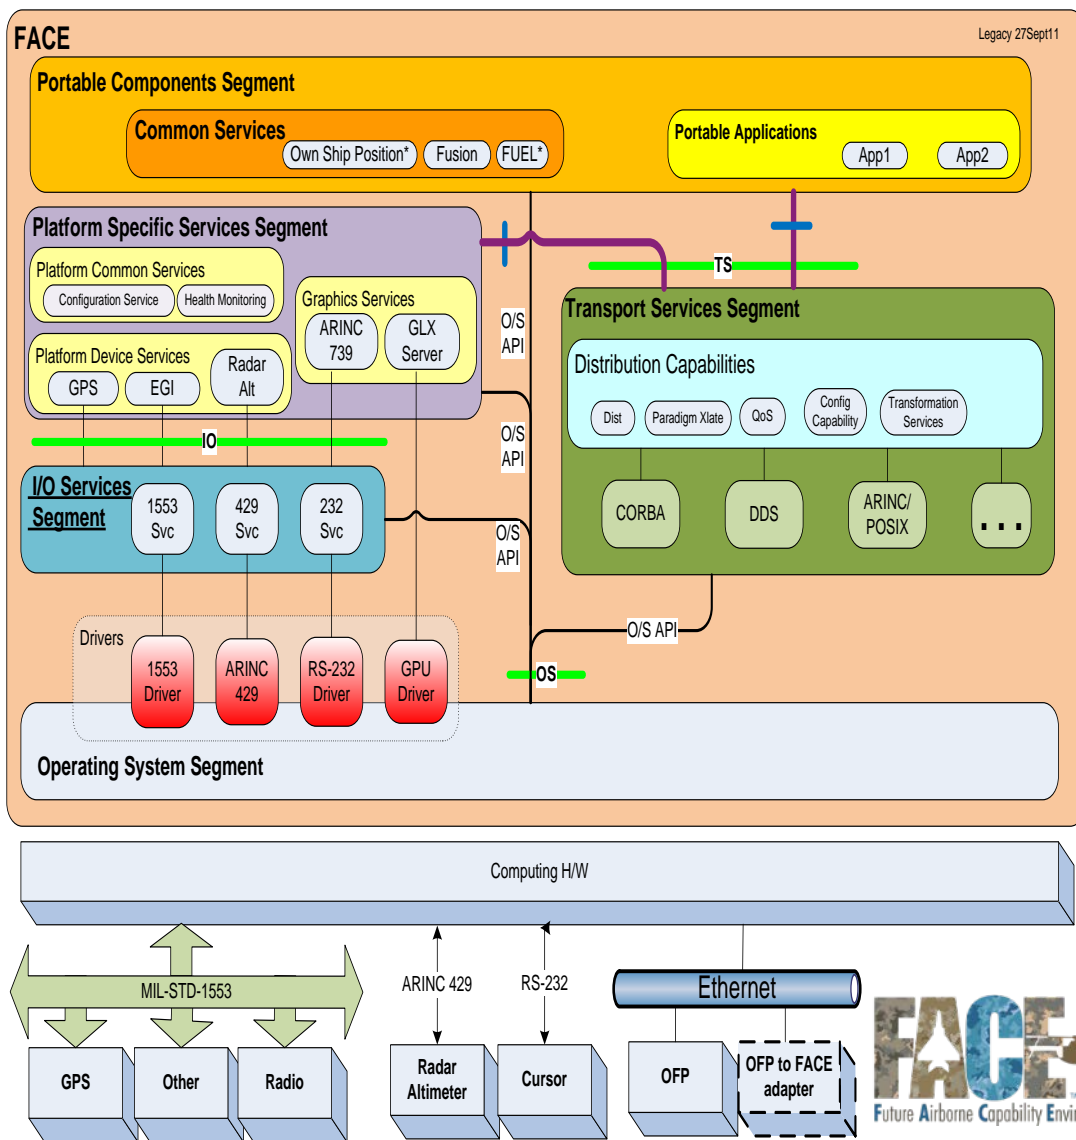 FACE
Legacy 27Sept11
Portable Components Segment
Common Services
Own Ship Position*
Fusion
FUEL*
Portable Applications
App1
App2
Platform Specific Services Segment
Platform Common Services
Configuration Service
Health Monitoring
Graphics Services
ARINC
739
GLX
Server
Platform Device Services
GPS
EGI
Radar
Alt
O/S
API
O/S
API
O/S
API
TS
Transport Services Segment
Distribution Capabilities
Dist
Paradigm Xlate
QoS
Config
Capability
Transformation
Services
CORBA
DDS
ARINC/
POSIX
...
IO
I/O Services
Segment
1553
Svc
429
Svc
232
Svc
O/S API
Drivers
1553
Driver
ARINC
429
RS-232
Driver
GPU
Driver
OS
Operating System Segment
Computing H/W
MIL-STD-1553
ARINC 429
RS-232
Ethernet
GPS
Other
Radio
Radar
Altimeter
Cursor
OFP
OFP to FACE
adapter
FACE
Future Airborne Capability Envi